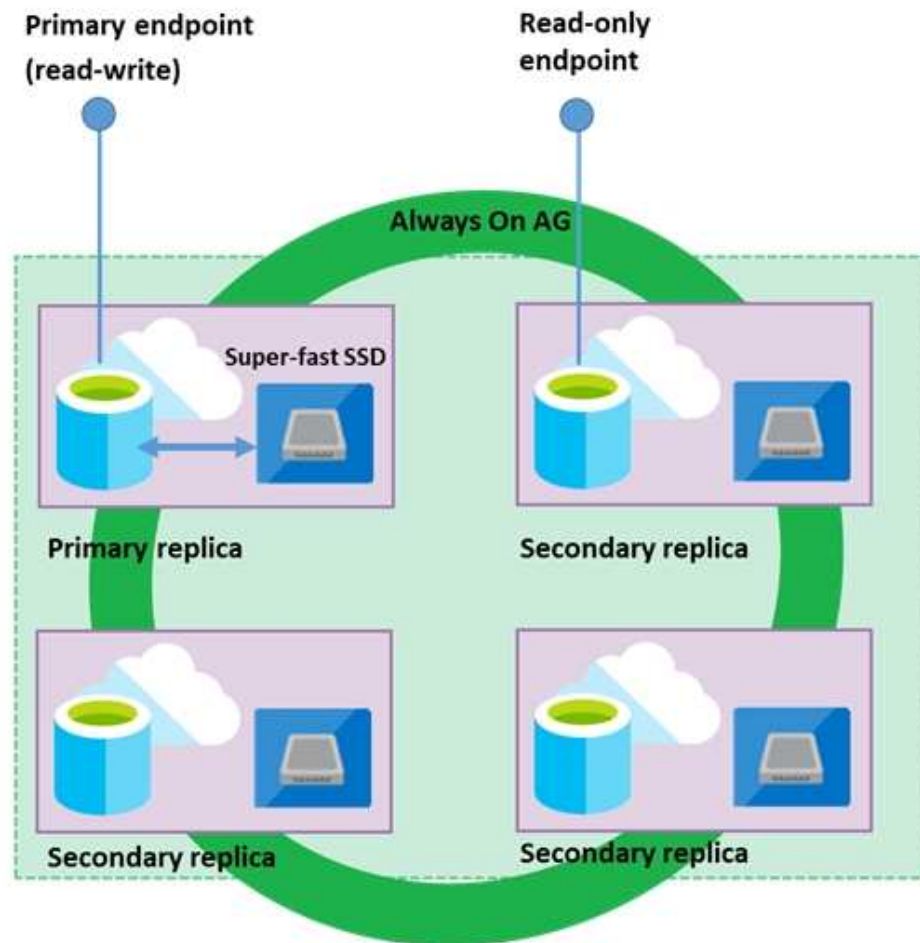 Primary endpoint
(read-write)
Read-only
endpoint
Always On AG
Super-fast SSD
Primary replica
Secondary replica
Secondary replica
Secondary replica